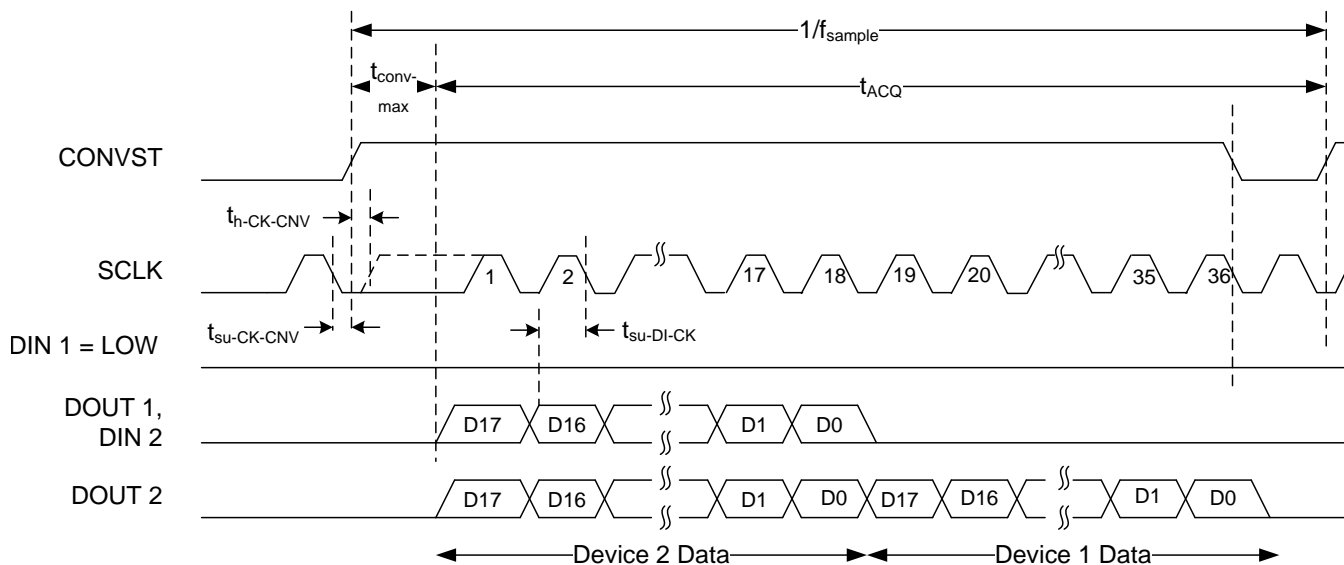 1/fsample
tconv-
max
tACQ
CONVST
th-CK-CNV
SCLK
1 2 17 18 19 20 35 36
tsu-CK-CNV
tsu-DI-CK
DIN 1 = LOW
DOUT 1,
DIN 2
D17 D16 D1 D0
DOUT 2
D17 D16 D1 D0 D17 D16 D1 D0
Device 2 Data
Device 1 Data